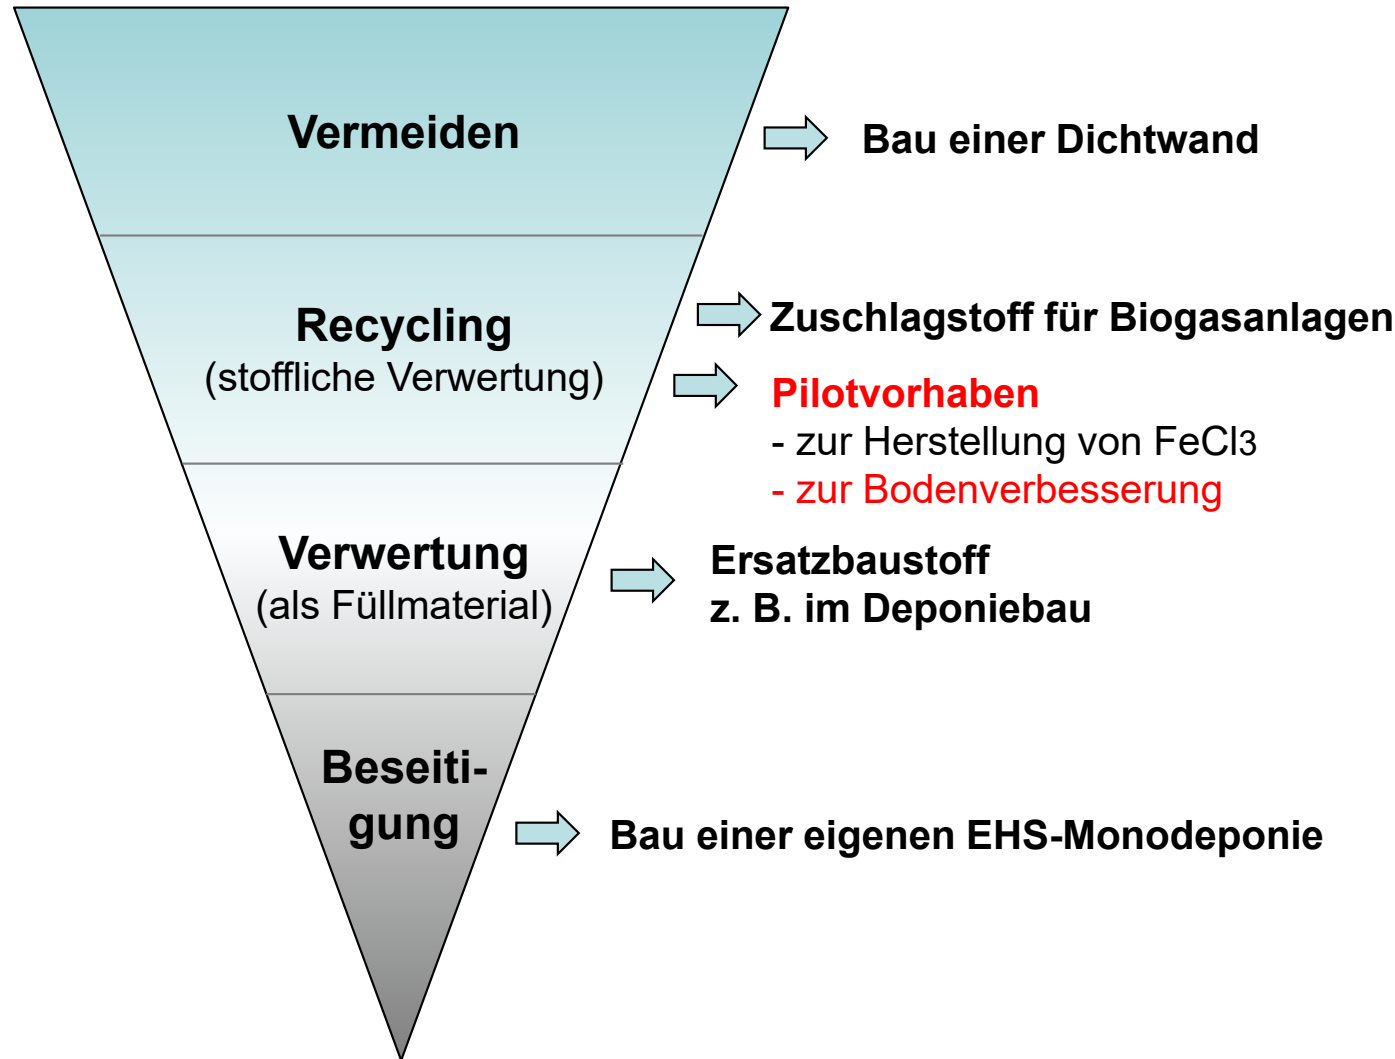 Vermeiden
Bau einer Dichtwand
Recycling
(stoffliche Verwertung)
Zuschlagstoff für Biogasanlagen
Pilotvorhaben
- zur Herstellung von FeCl3
- zur Bodenverbesserung
Verwertung
(als Füllmaterial)
Ersatzbaustoff
z. B. im Deponiebau
Beseiti-
gung
Bau einer eigenen EHS-Monodeponie